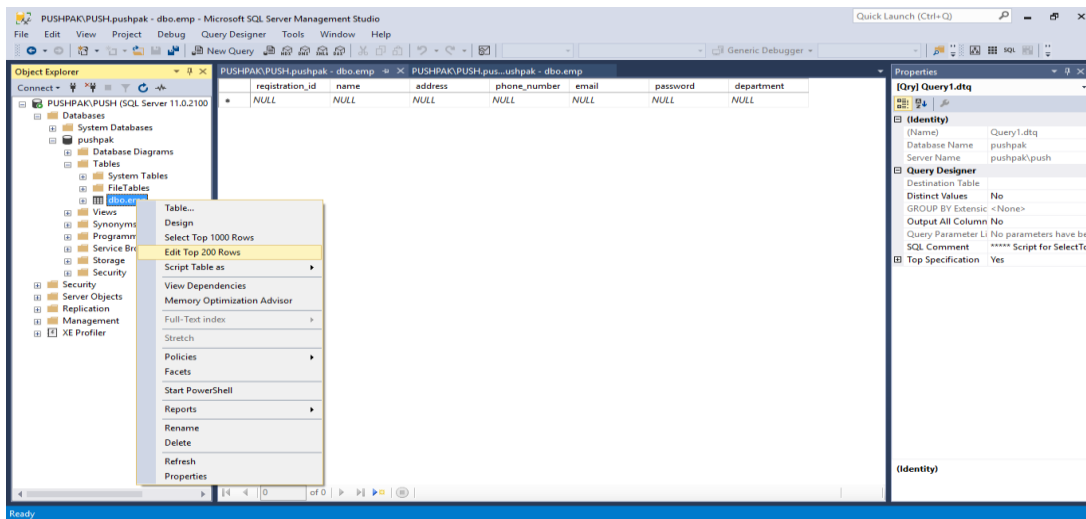 PUSHPAK\PUSH.pushpak - dbo.emp - Microsoft SQL Server Management Studio
Quick Launch (Ctrl+Q)
File Edit View Project Debug Query Designer Tools Window Help
New Query
Generic Debugger
Object Explorer
Connect
PUSHPAK\PUSH (SQL Server 11.0.2100
Databases
System Databases
pushpak
Database Diagrams
Tables
System Tables
FileTables
dbo.emp
Views
Synonyms
Programm
Service Bro
Storage
Security
Security
Server Objects
Replication
Management
XE Profiler
Table...
Design
Select Top 1000 Rows
Edit Top 200 Rows
Script Table as
View Dependencies
Memory Optimization Advisor
Full-Text index
Stretch
Policies
Facets
Start PowerShell
Reports
Rename
Delete
Refresh
Properties
PUSHPAK\PUSH.pushpak - dbo.emp PUSHPAK\PUSH.pus...ushpak - dbo.emp
registration_id name address phone_number email password department
NULL NULL NULL NULL NULL NULL NULL
0 of 0
Properties
[Qry] Query1.dtq
(Identity)
(Name) Query1.dtq
Database Name pushpak
Server Name pushpak\push
Query Designer
Destination Table
Distinct Values No
GROUP BY Extensic <None>
Output All Column No
Query Parameter Li No parameters have be
SQL Comment ***** Script for SelectTo
Top Specification Yes
(Identity)
Ready